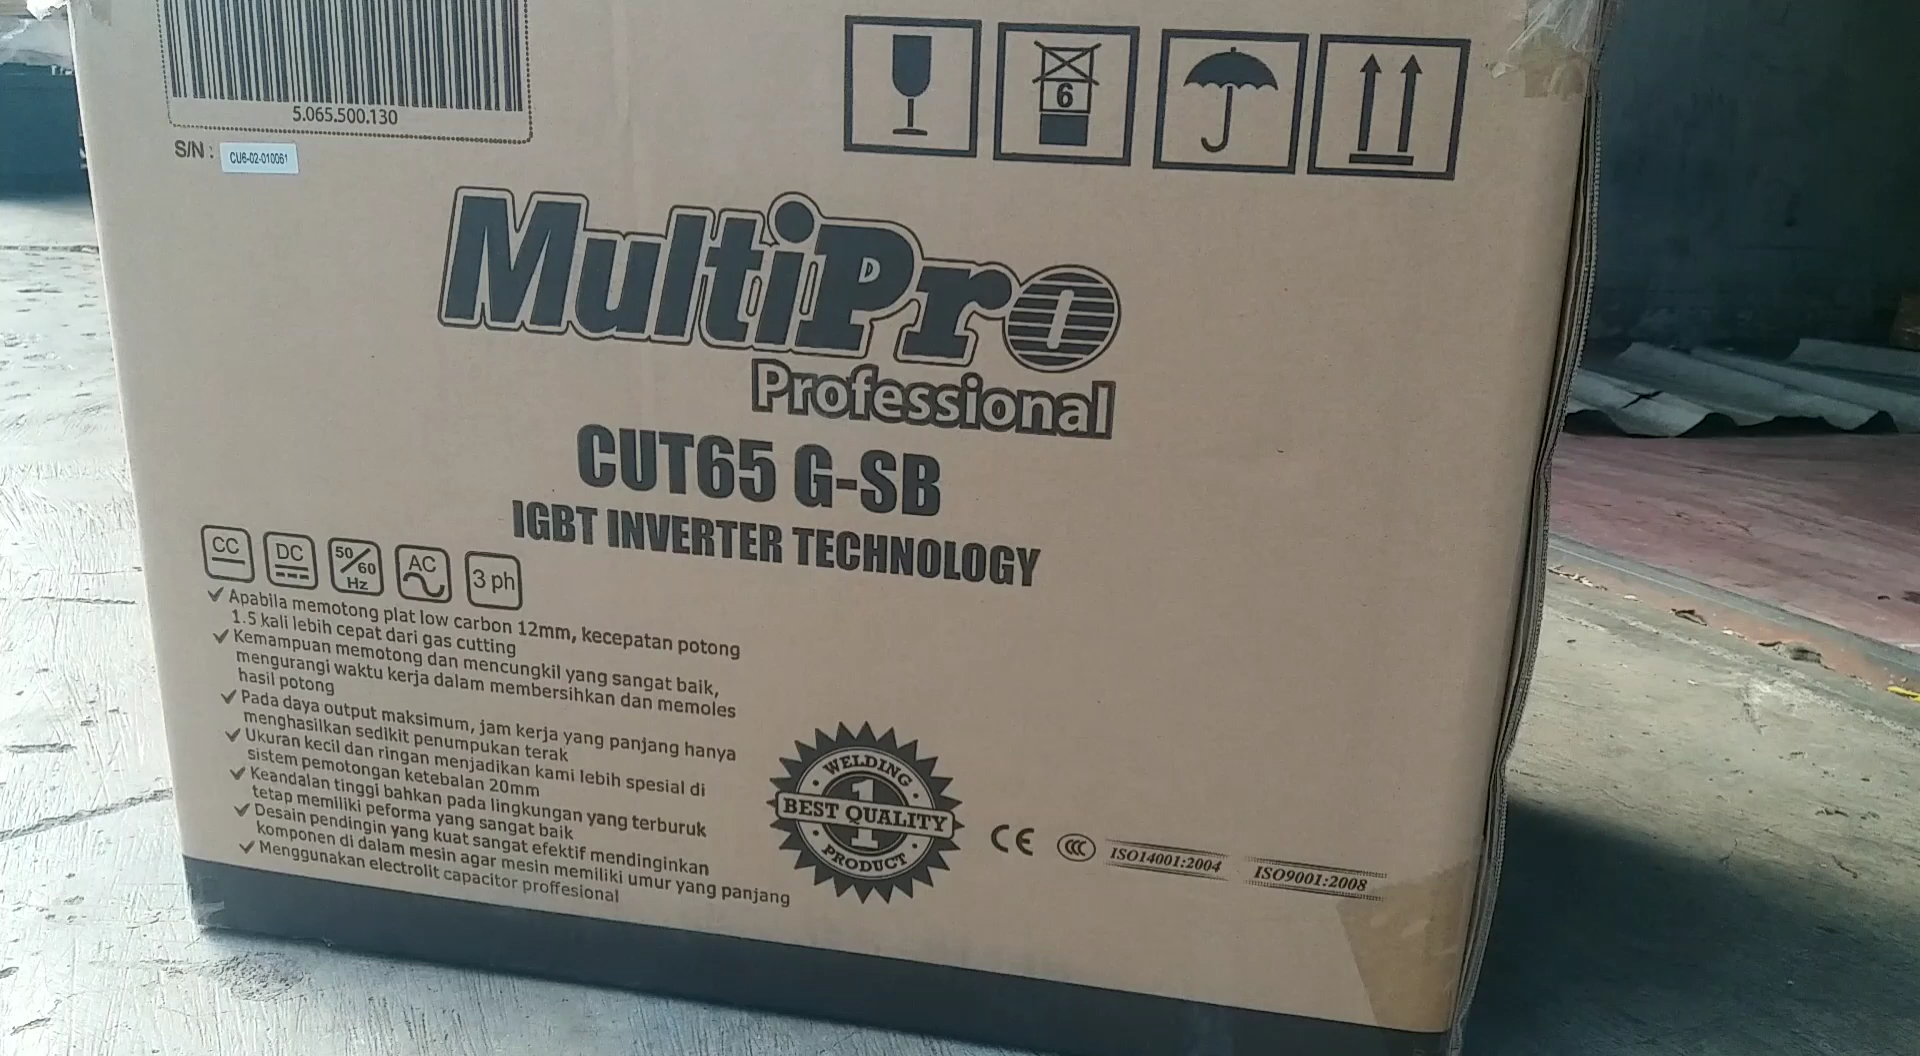 5.065.500.130
S/N : CU6-02-010061
6
MultiPro
Professional
CUT65 G-SB
IGBT INVERTER TECHNOLOGY
CC
DC
50/60 Hz
AC
3 ph
✓ Apabila memotong plat low carbon 12mm, kecepatan potong
1.5 kali lebih cepat dari gas cutting
✓ Kemampuan memotong dan mencungkil yang sangat baik,
mengurangi waktu kerja dalam membersihkan dan memoles
hasil potong
✓ Pada daya output maksimum, jam kerja yang panjang hanya
menghasilkan sedikit penumpukan terak
✓ Ukuran kecil dan ringan menjadikan kami lebih spesial di
sistem pemotongan ketebalan 20mm
✓ Keandalan tinggi bahkan pada lingkungan yang terburuk
tetap memiliki peforma yang sangat baik
✓ Desain pendingin yang kuat sangat efektif mendinginkan
komponen di dalam mesin agar mesin memiliki umur yang panjang
✓ Menggunakan electrolit capacitor proffesional
WELDING
1
BEST QUALITY
PRODUCT
CE
CCC
ISO14001:2004
ISO9001:2008